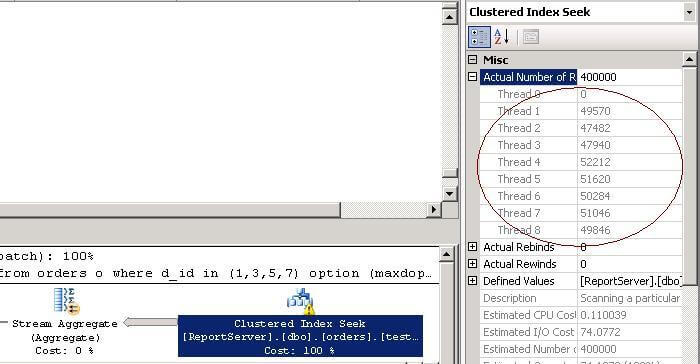 Clustered Index Seek
Misc
Actual Number of R 400000
Thread 0 0
Thread 1 49570
Thread 2 47482
Thread 3 47940
Thread 4 52212
Thread 5 51620
Thread 6 50284
Thread 7 51046
Thread 8 49846
Actual Rebinds 0
Actual Rewinds 0
Defined Values [ReportServer].[dbo]
Description Scanning a particular
Estimated CPU Cost 0.110039
Estimated I/O Cost 74.0772
Estimated Number o 400000
patch): 100%
from orders o where d_id in (1,3,5,7) option (maxdop…
Stream Aggregate
(Aggregate)
Cost: 0 %
Clustered Index Seek
[ReportServer].[dbo].[orders].[test…
Cost: 100 %